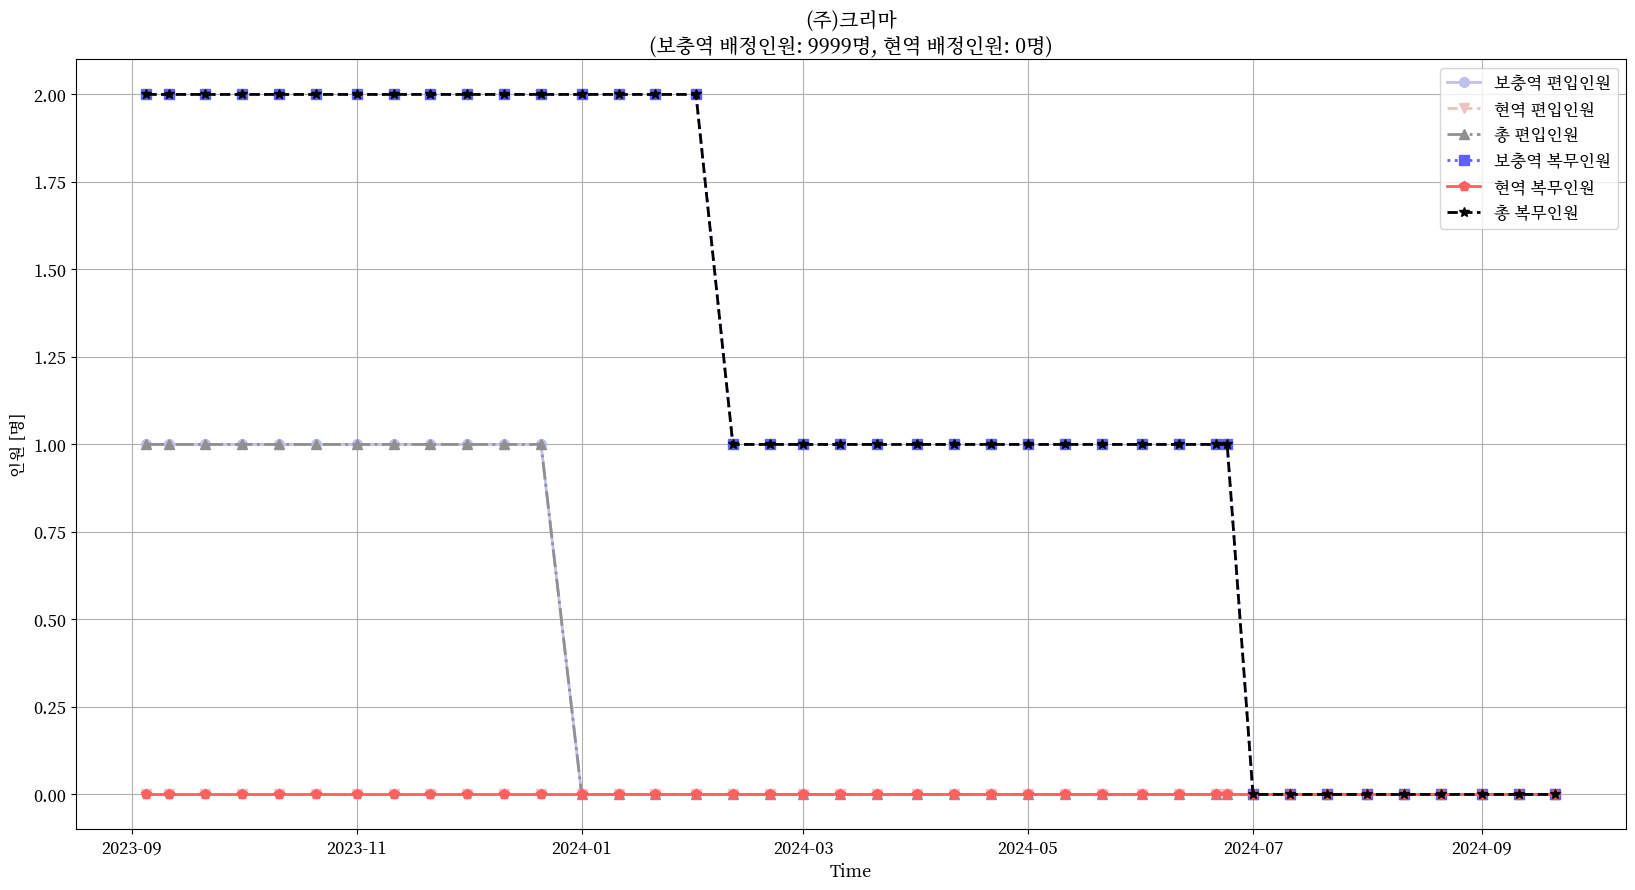 (주)크리마
(보충역 배정인원: 9999명, 현역 배정인원: 0명)
보충역 편입인원
현역 편입인원
총 편입인원
보충역 복무인원
현역 복무인원
총 복무인원
인원 [명]
2.00
1.75
1.50
1.25
1.00
0.75
0.50
0.25
0.00
2023-09
2023-11
2024-01
2024-03
2024-05
2024-07
2024-09
Time